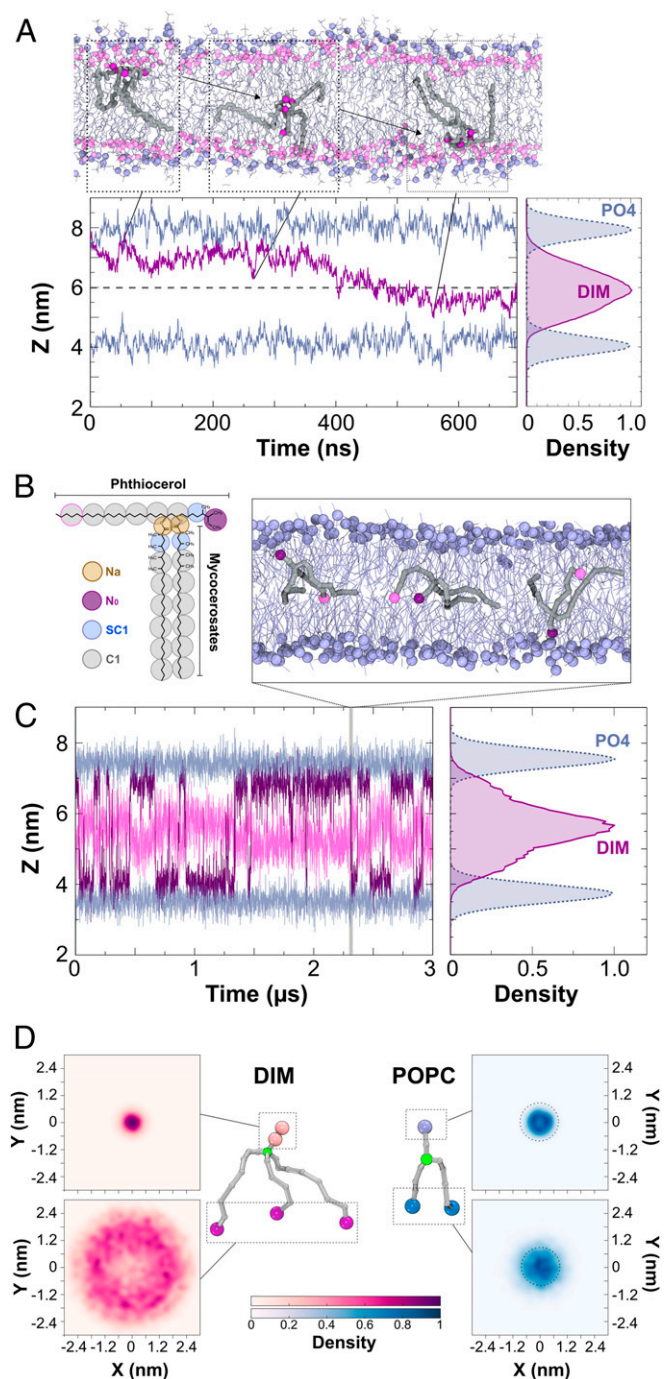 A
PO4
8
6
DIM
Z (nm)
4
2
0 200 400 600
0 0.5 1.0
Time (ns)
Density
B
Phthiocerol
Mycocerosates
Na
N₀
SC1
C1
C
PO4
8
6
DIM
Z (nm)
4
2
0 1 2 3
0 0.5 1.0
Time (µs)
Density
D
DIM
POPC
Y (nm)
2.4
1.2
0
-1.2
-2.4
2.4
1.2
0
-1.2
-2.4
Y (nm)
Y (nm)
2.4
1.2
0
-1.2
-2.4
2.4
1.2
0
-1.2
-2.4
Y (nm)
-2.4 -1.2 0 1.2 2.4
X (nm)
0 0.2 0.4 0.6 0.8 1
Density
-2.4 -1.2 0 1.2 2.4
X (nm)